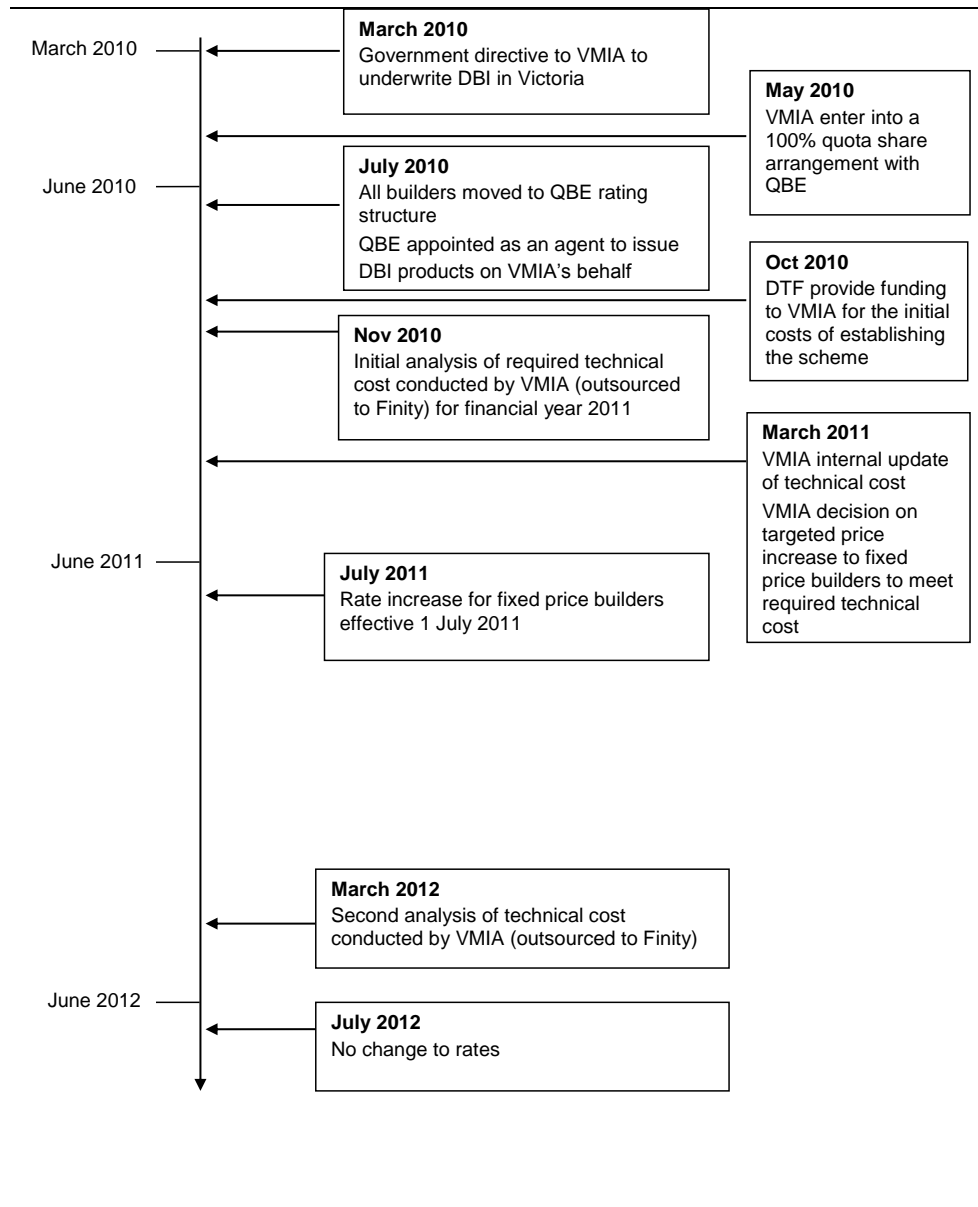 March 2010
March 2010
Government directive to VMIA to
underwrite DBI in Victoria
May 2010
VMIA enter into a
100% quota share
arrangement with
QBE
June 2010
July 2010
All builders moved to QBE rating
structure
QBE appointed as an agent to issue
DBI products on VMIA's behalf
Oct 2010
DTF provide funding
to VMIA for the initial
costs of establishing
the scheme
Nov 2010
Initial analysis of required technical
cost conducted by VMIA (outsourced
to Finity) for financial year 2011
March 2011
VMIA internal update
of technical cost
VMIA decision on
targeted price
increase to fixed
price builders to meet
required technical
cost
June 2011
July 2011
Rate increase for fixed price builders
effective 1 July 2011
March 2012
Second analysis of technical cost
conducted by VMIA (outsourced to Finity)
June 2012
July 2012
No change to rates